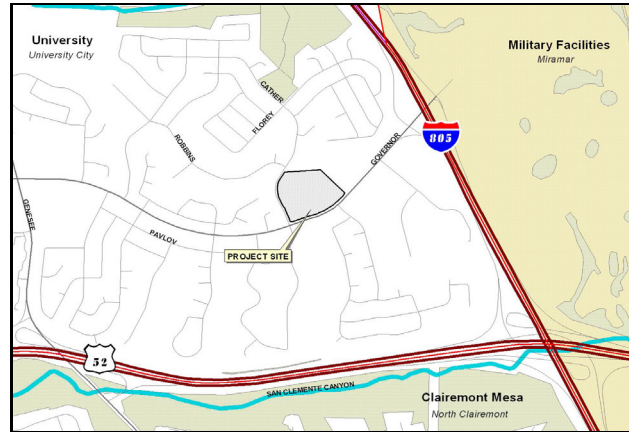 University
University City
Military Facilities
Miramar
CATHER
FLOREY
ROBBINS
805
GOVERNOR
GENESEE
PAVLOV
PROJECT SITE
52
SAN CLEMENTE CANYON
Clairemont Mesa
North Clairemont